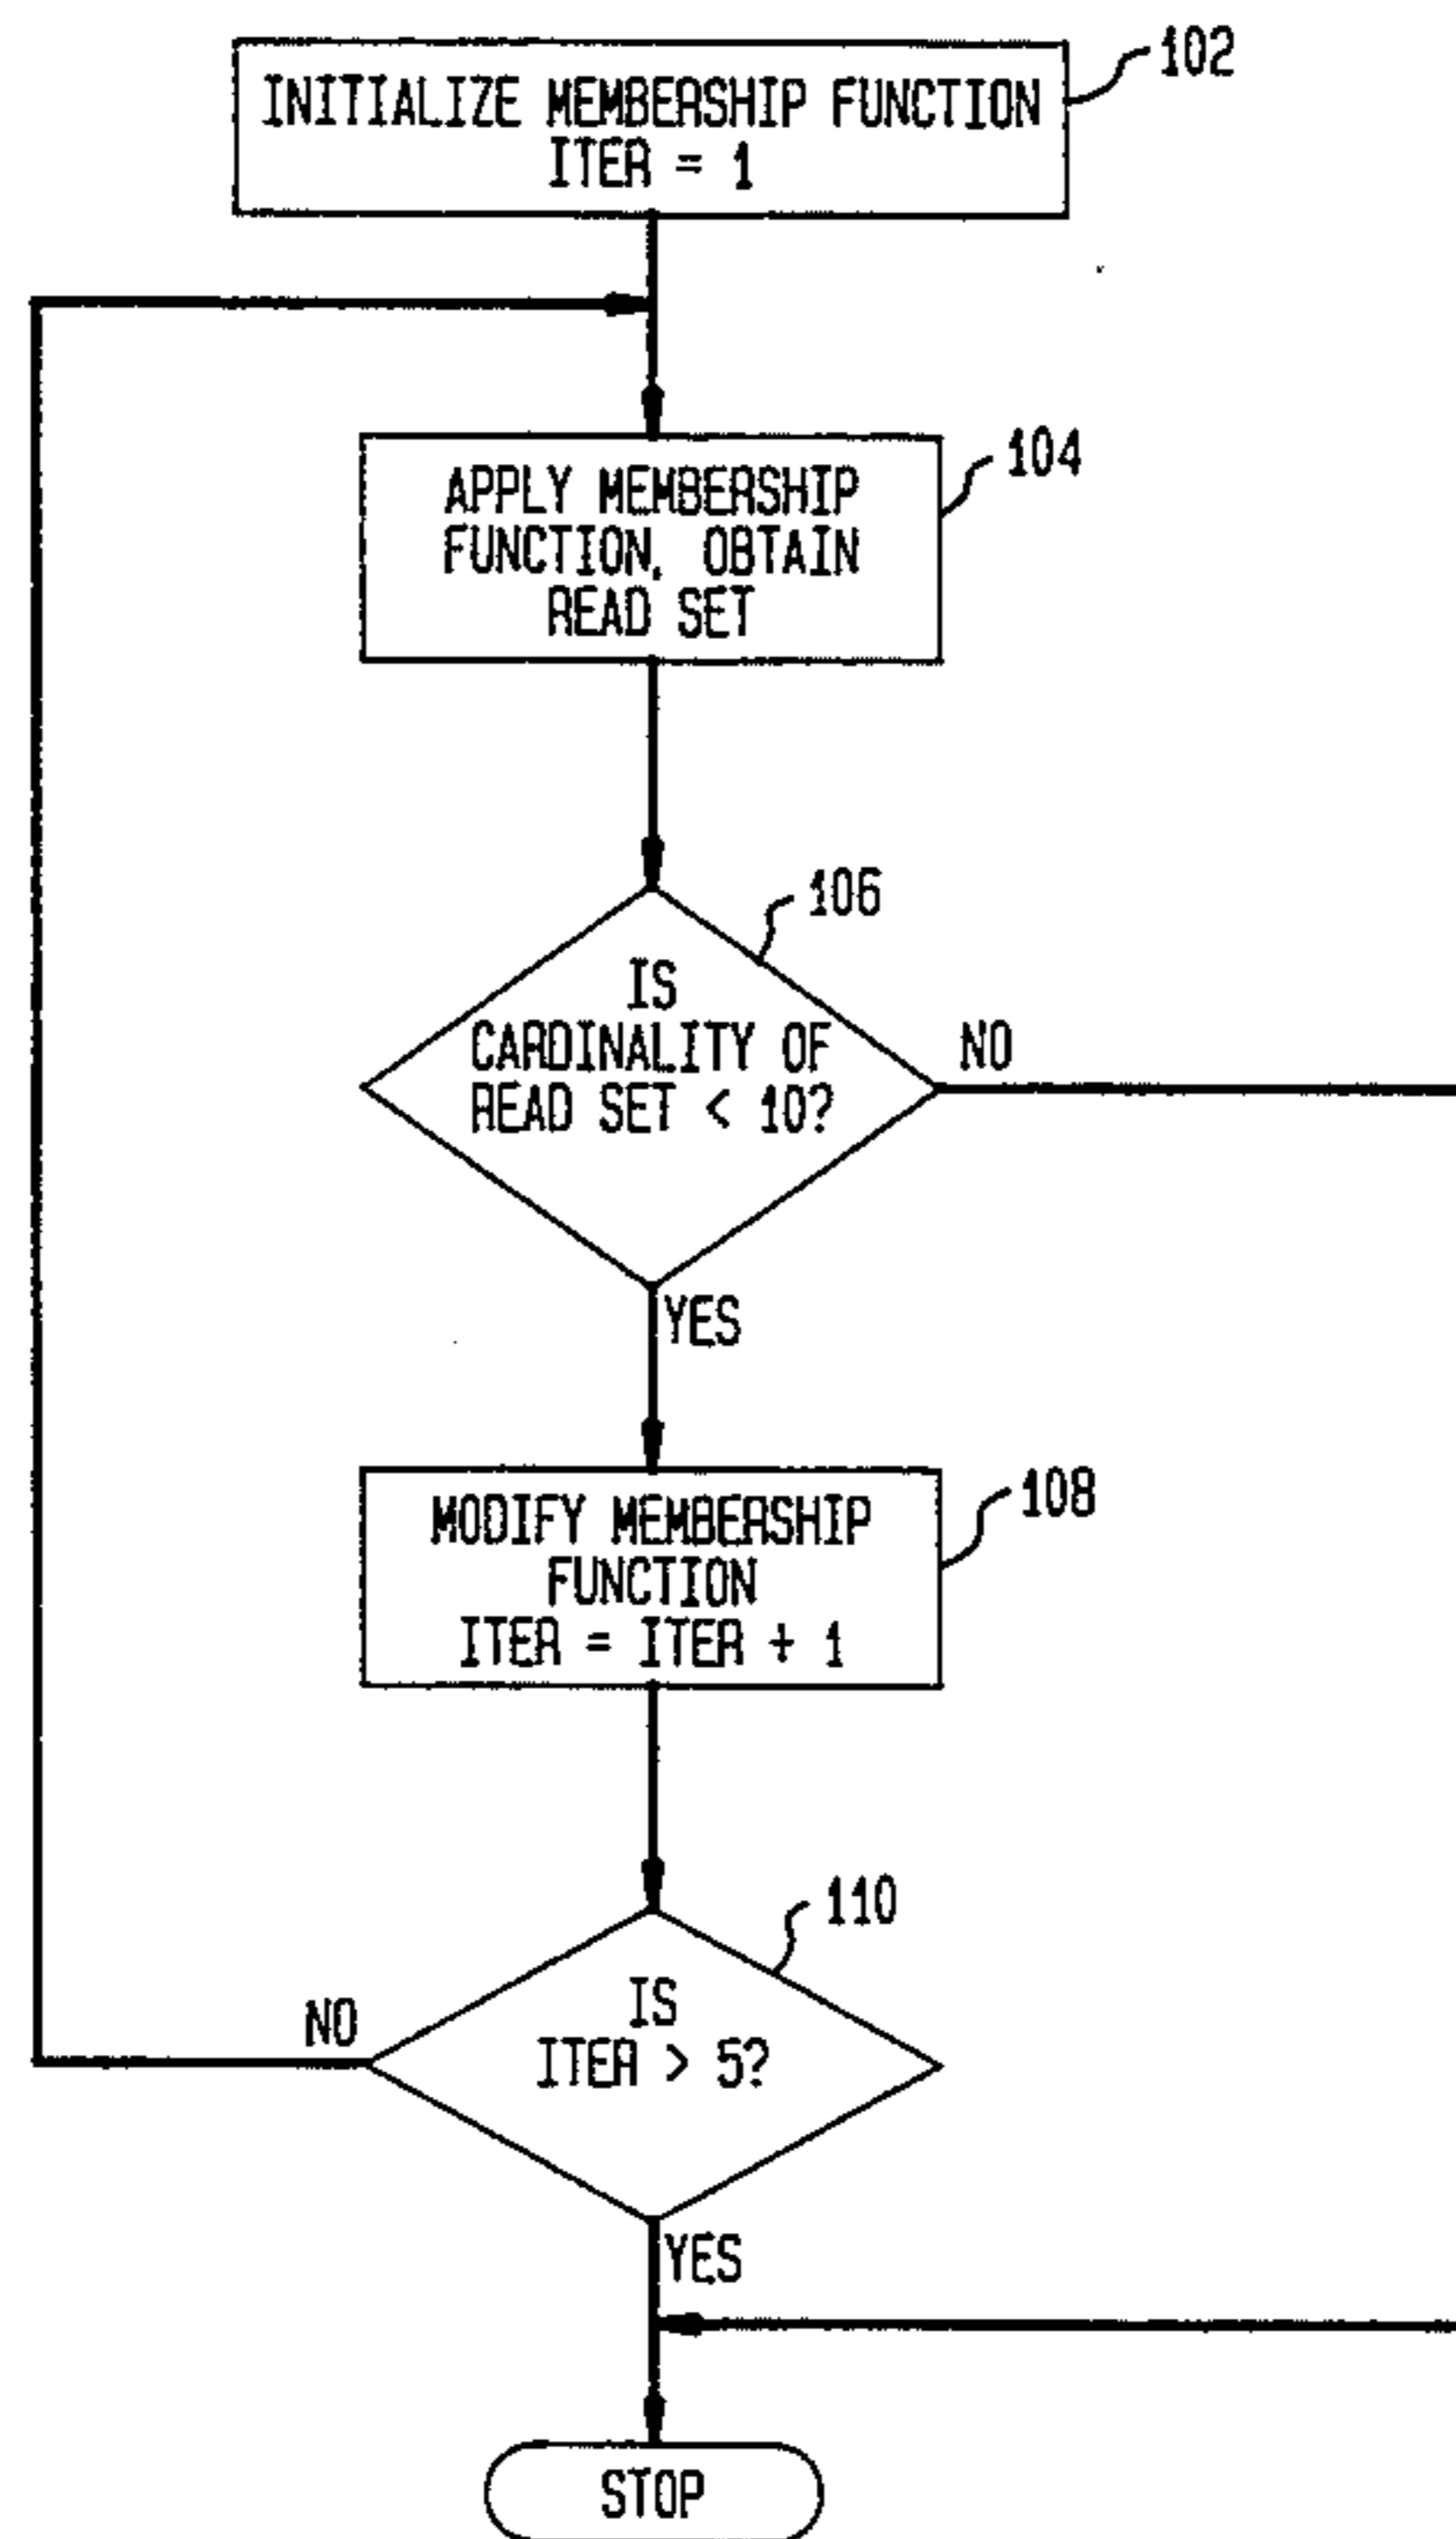 102
INITIALIZE MEMBERSHIP FUNCTION
ITER = 1
104
APPLY MEMBERSHIP
FUNCTION, OBTAIN
READ SET
106
IS
CARDINALITY OF
READ SET < 10?
NO
YES
108
MODIFY MEMBERSHIP
FUNCTION
ITER = ITER + 1
110
IS
ITER > 5?
NO
YES
STOP